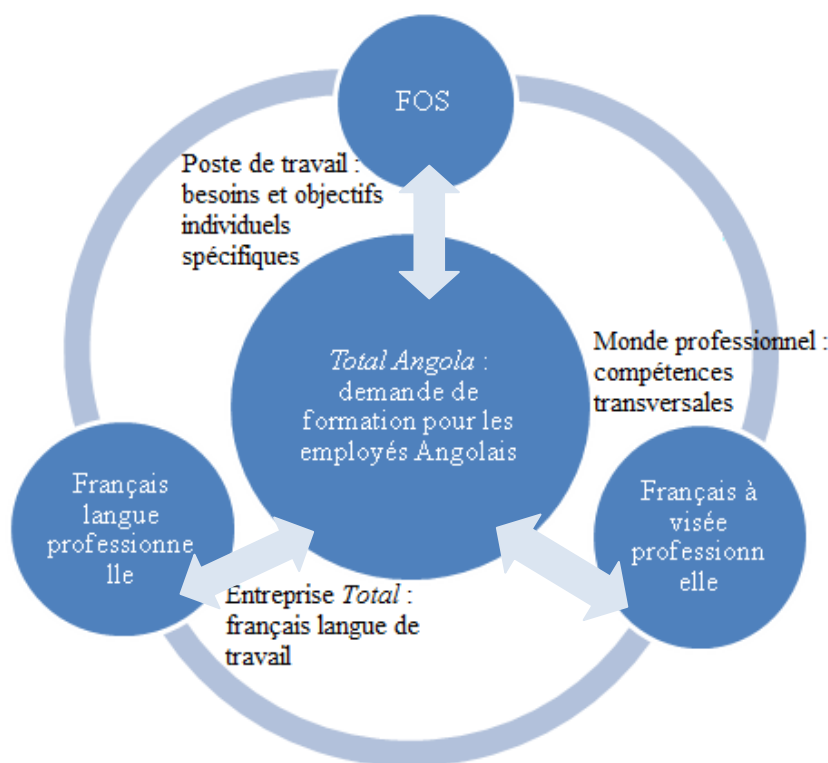 FOS
Poste de travail :
besoins et objectifs
individuels
spécifiques
Total Angola :
demande de
formation pour les
employés Angolais
Monde professionnel :
compétences
transversales
Français
langue
professionne
lle
Français à
visée
professionn
elle
Entreprise Total :
français langue de
travail